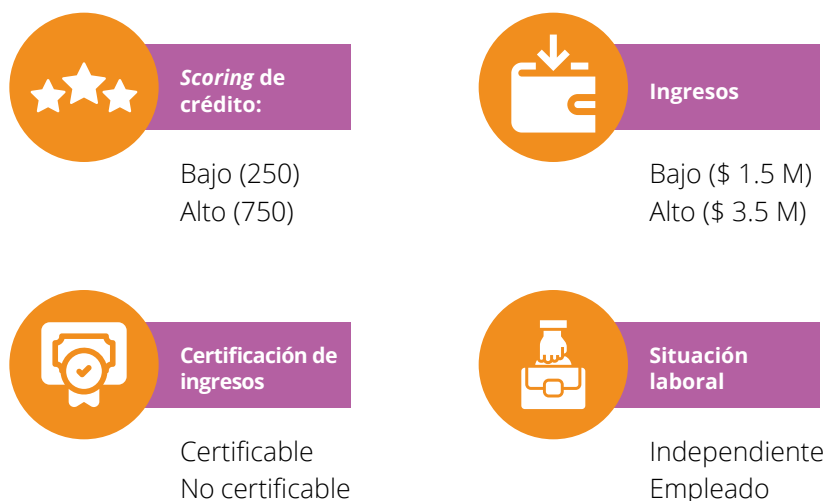 Scoring de
crédito:
Bajo (250)
Alto (750)
Ingresos
Bajo ($ 1.5 M)
Alto ($ 3.5 M)
Certificación de
ingresos
Certificable
No certificable
Situación
laboral
Independiente
Empleado